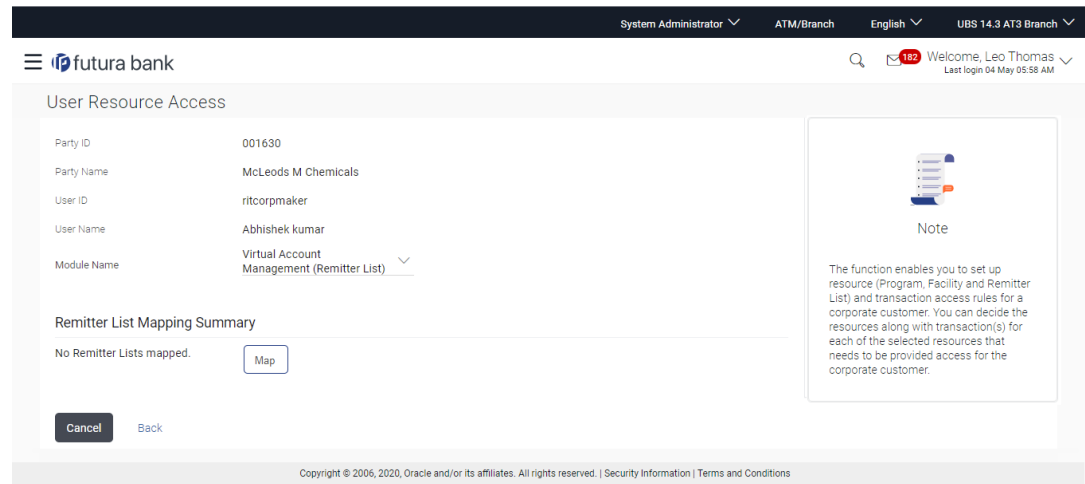 System Administrator ATM/Branch English UBS 14.3 AT3 Branch
futura bank
182 Welcome, Leo Thomas
Last login 04 May 05:58 AM
User Resource Access
Party ID 001630
Party Name McLeods M Chemicals
User ID ritcorpmaker
User Name Abhishek kumar
Module Name Virtual Account
Management (Remitter List)
Remitter List Mapping Summary
No Remitter Lists mapped. Map
Cancel Back
Note
The function enables you to set up
resource (Program, Facility and Remitter
List) and transaction access rules for a
corporate customer. You can decide the
resources along with transaction(s) for
each of the selected resources that
needs to be provided access for the
corporate customer.
Copyright © 2006, 2020, Oracle and/or its affiliates. All rights reserved. | Security Information | Terms and Conditions